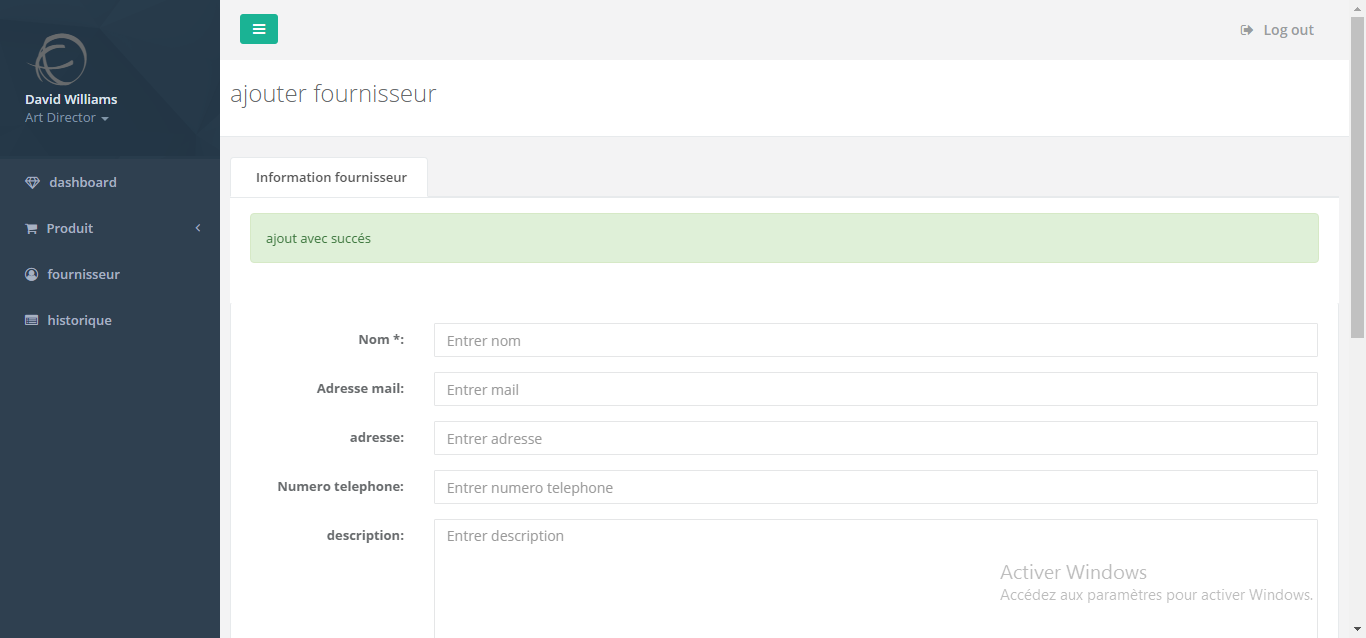 David Williams
Art Director
dashboard
Produit
fournisseur
historique
Log out
ajouter fournisseur
Information fournisseur
ajout avec succés
Nom *:
Entrer nom
Adresse mail:
Entrer mail
adresse:
Entrer adresse
Numero telephone:
Entrer numero telephone
description:
Entrer description
Activer Windows
Accédez aux paramètres pour activer Windows.